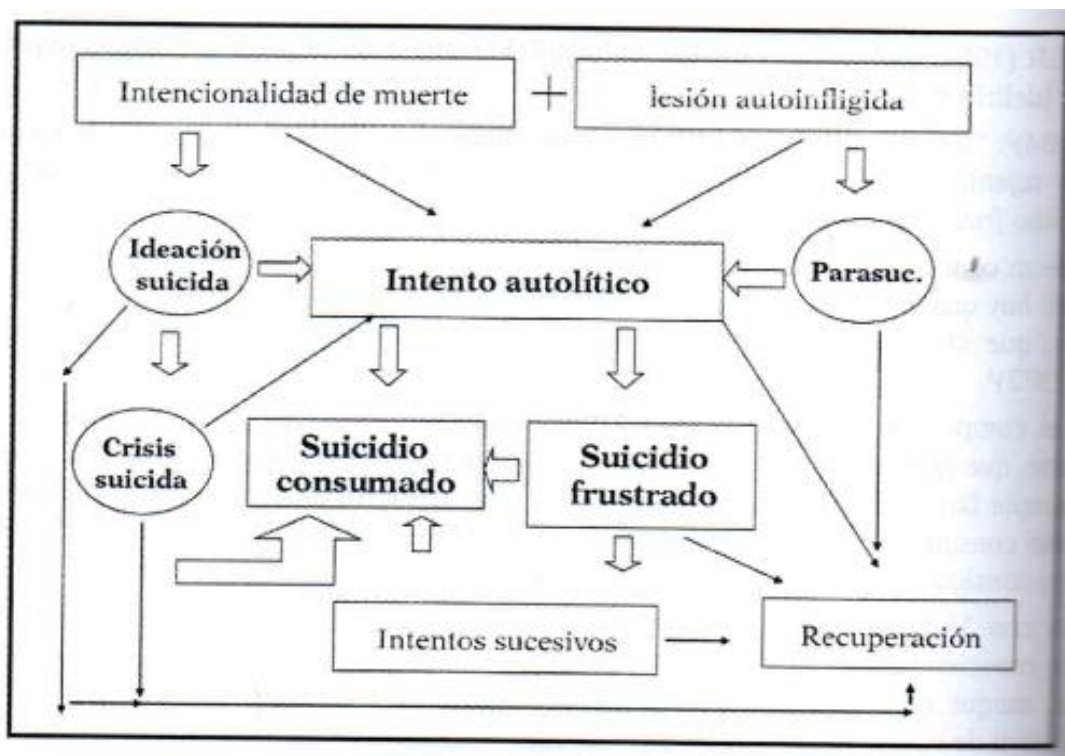 Intencionalidad de muerte
+
lesión autoinfligida
Ideación
suicida
Intento autolítico
Parasuc.
Crisis
suicida
Suicidio
consumado
Suicidio
frustrado
Intentos sucesivos
Recuperación